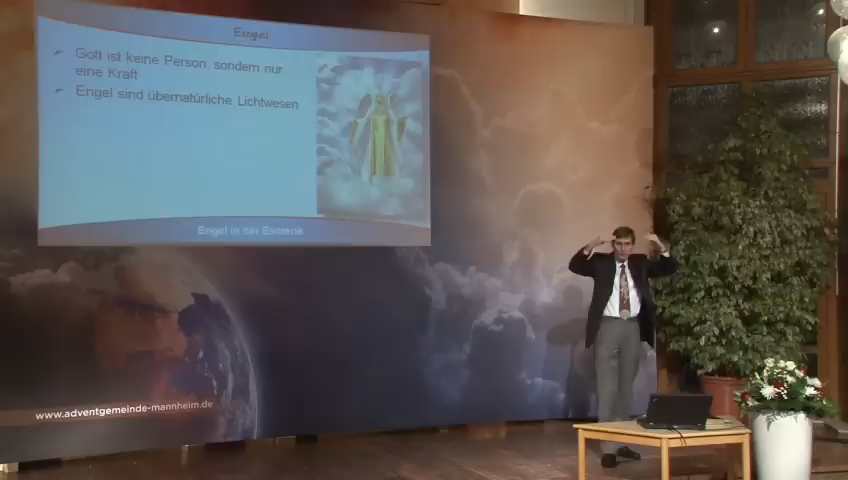 Engel
Gott ist keine Person, sondern nur
eine Kraft
Engel sind übernatürliche Lichtwesen
Engel in der Esoterik
www.adventgemeinde-mannheim.de